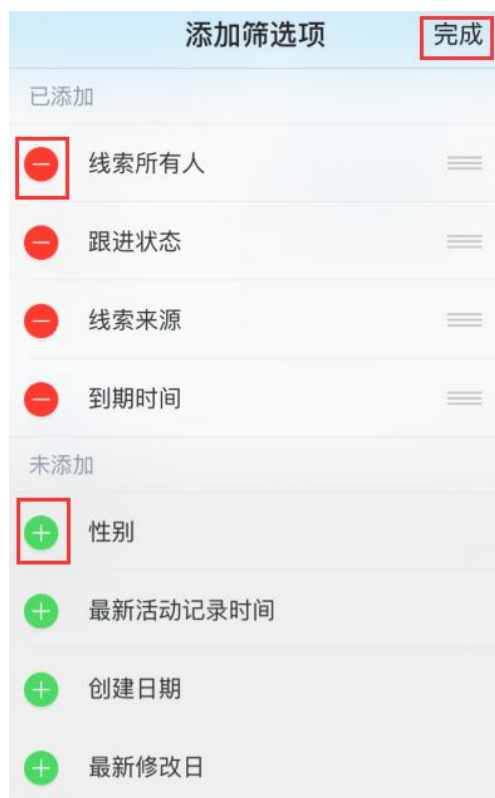 添加筛选项
完成
已添加
线索所有人
跟进状态
线索来源
到期时间
未添加
性别
最新活动记录时间
创建日期
最新修改日